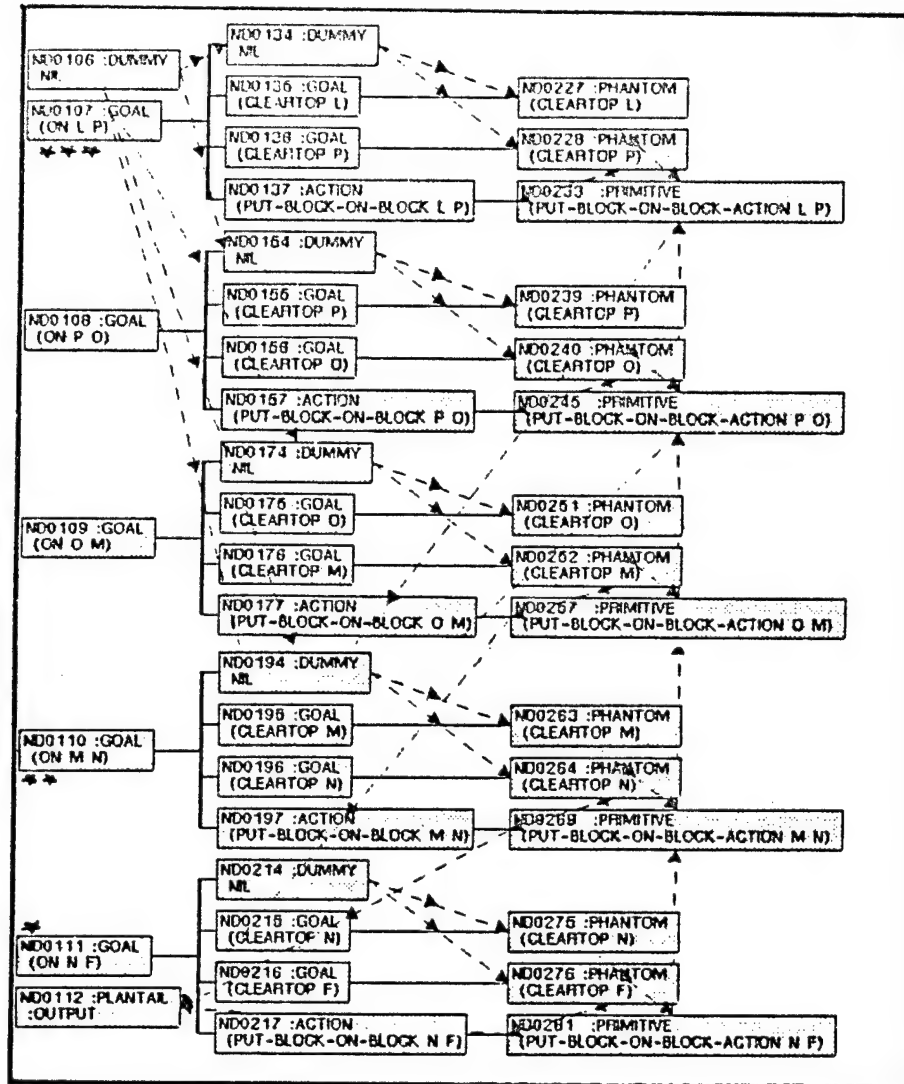 ND0106 :DUMMY
NIL
ND0107 :GOAL
(ON L P)
ND0134 :DUMMY
NIL
ND0135 :GOAL
(CLEARTOP L)
ND0136 :GOAL
(CLEARTOP P)
ND0137 :ACTION
(PUT-BLOCK-ON-BLOCK L P)
ND0227 :PHANTOM
(CLEARTOP L)
ND0228 :PHANTOM
(CLEARTOP P)
ND0233 :PRIMITIVE
(PUT-BLOCK-ON-BLOCK-ACTION L P)
ND0108 :GOAL
(ON P O)
ND0154 :DUMMY
NIL
ND0155 :GOAL
(CLEARTOP P)
ND0156 :GOAL
(CLEARTOP O)
ND0157 :ACTION
(PUT-BLOCK-ON-BLOCK P O)
ND0239 :PHANTOM
(CLEARTOP P)
ND0240 :PHANTOM
(CLEARTOP O)
ND0245 :PRIMITIVE
(PUT-BLOCK-ON-BLOCK-ACTION P O)
ND0109 :GOAL
(ON O M)
ND0174 :DUMMY
NIL
ND0175 :GOAL
(CLEARTOP O)
ND0176 :GOAL
(CLEARTOP M)
ND0177 :ACTION
(PUT-BLOCK-ON-BLOCK O M)
ND0251 :PHANTOM
(CLEARTOP O)
ND0252 :PHANTOM
(CLEARTOP M)
ND0257 :PRIMITIVE
(PUT-BLOCK-ON-BLOCK-ACTION O M)
ND0110 :GOAL
(ON M N)
ND0194 :DUMMY
NIL
ND0195 :GOAL
(CLEARTOP M)
ND0196 :GOAL
(CLEARTOP N)
ND0197 :ACTION
(PUT-BLOCK-ON-BLOCK M N)
ND0263 :PHANTOM
(CLEARTOP M)
ND0264 :PHANTOM
(CLEARTOP N)
ND0269 :PRIMITIVE
(PUT-BLOCK-ON-BLOCK-ACTION M N)
ND0111 :GOAL
(ON N F)
ND0112 :PLANTAIL
:OUTPUT
ND0214 :DUMMY
NIL
ND0215 :GOAL
(CLEARTOP N)
ND0216 :GOAL
(CLEARTOP F)
ND0217 :ACTION
(PUT-BLOCK-ON-BLOCK N F)
ND0275 :PHANTOM
(CLEARTOP N)
ND0276 :PHANTOM
(CLEARTOP F)
ND0281 :PRIMITIVE
(PUT-BLOCK-ON-BLOCK-ACTION N F)